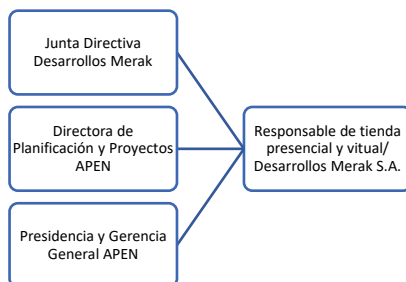 Junta Directiva
Desarrollos Merak
Directora de
Planificación y Proyectos
APEN
Responsable de tienda
presencial y vitual/
Desarrollos Merak S.A.
Presidencia y Gerencia
General APEN